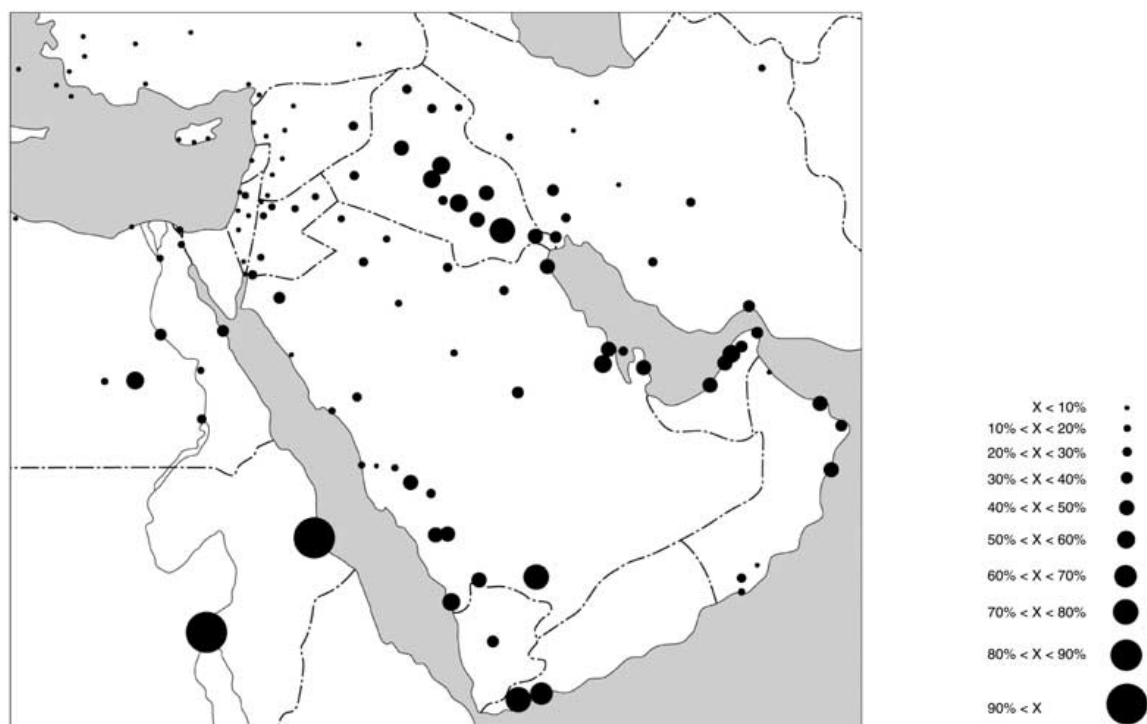 X < 10%
10% < X < 20%
20% < X < 30%
30% < X < 40%
40% < X < 50%
50% < X < 60%
60% < X < 70%
70% < X < 80%
80% < X < 90%
90% < X